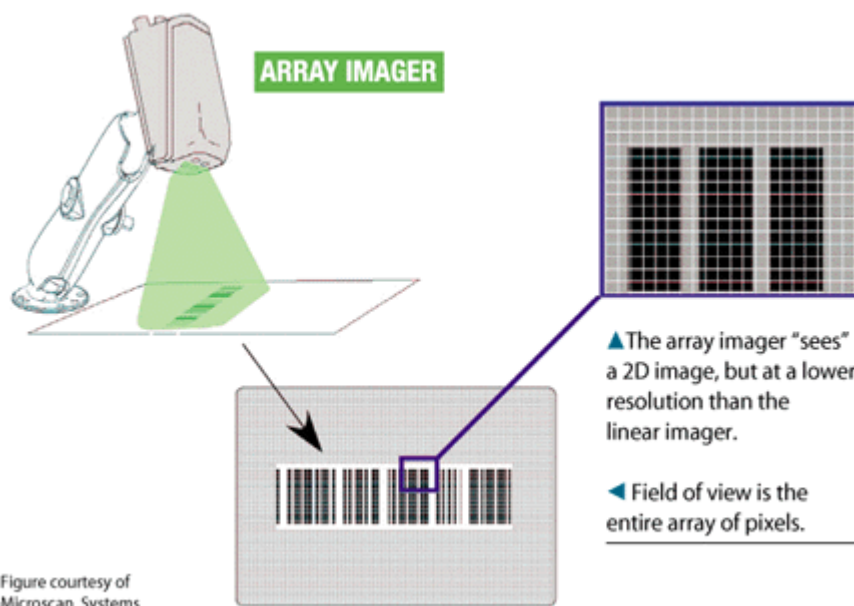 ARRAY IMAGER
▲The array imager "sees"
a 2D image, but at a lower
resolution than the
linear imager.
◄ Field of view is the
entire array of pixels.
Figure courtesy of
Microscan Systems